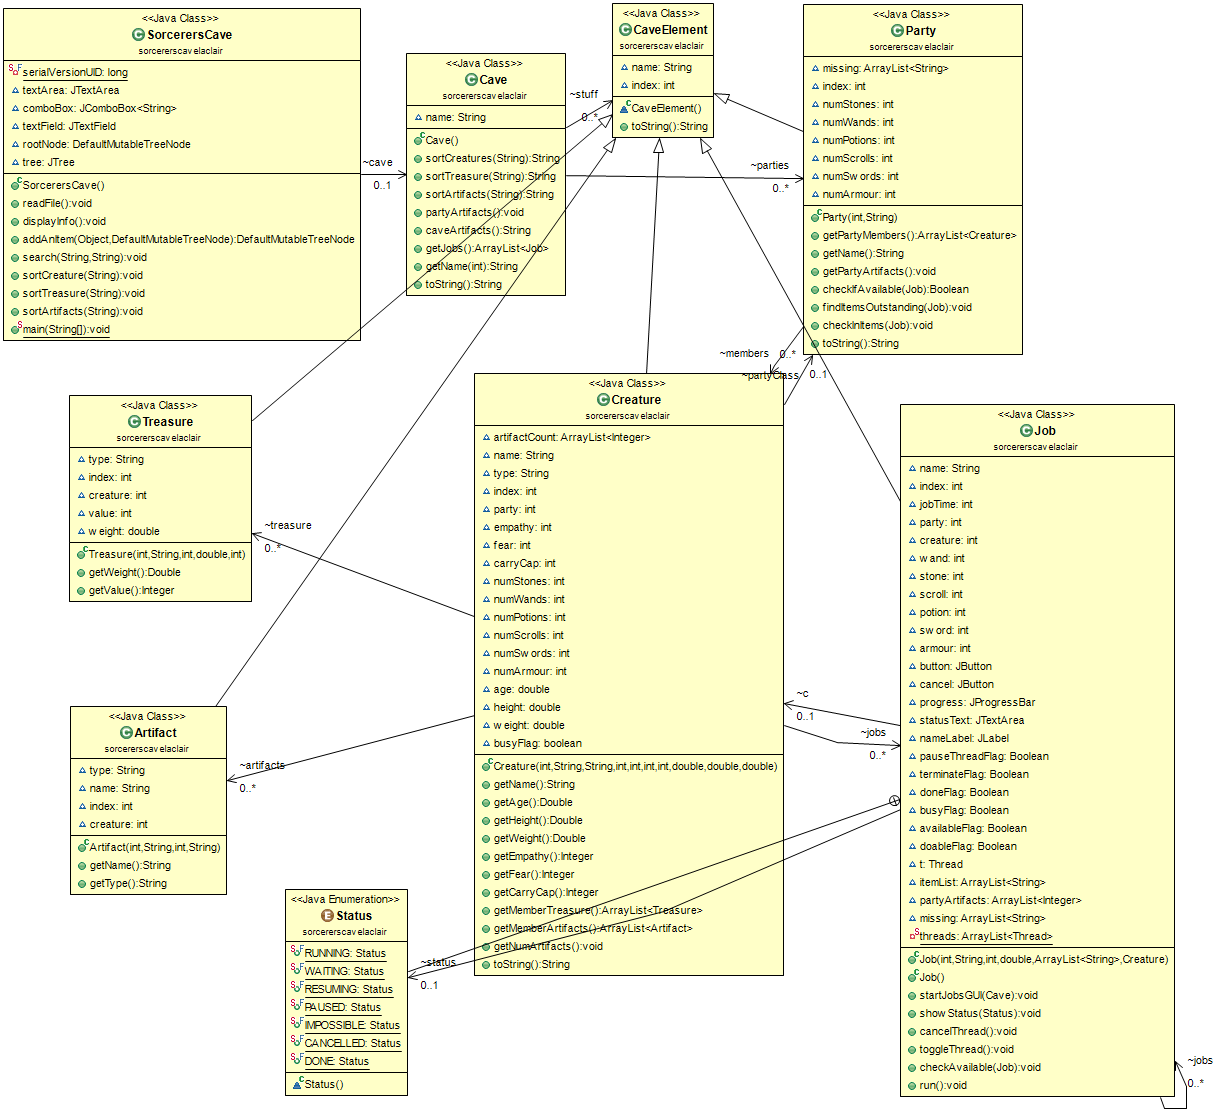 <<Java Class>>
SorcerersCave
sorcererscavelaclair
serialVersionUID: long
textArea: JTextArea
comboBox: JComboBox<String>
textField: JTextField
rootNode: DefaultMutableTreeNode
tree: JTree
SorcerersCave()
readFile():void
displayInfo():void
addAnItem(Object,DefaultMutableTreeNode):DefaultMutableTreeNode
search(String,String):void
sortCreature(String):void
sortTreasure(String):void
sortArtifacts(String):void
main(String[]):void
~cave
0..1
<<Java Class>>
Cave
sorcererscavelaclair
name: String
Cave()
sortCreatures(String):String
sortTreasure(String):String
sortArtifacts(String):String
partyArtifacts():void
caveArtifacts():String
getJobs():ArrayList<Job>
getName(int):String
toString():String
~stuff
0..*
<<Java Class>>
CaveElement
sorcererscavelaclair
name: String
index: int
CaveElement()
toString():String
~parties
0..*
<<Java Class>>
Party
sorcererscavelaclair
missing: ArrayList<String>
index: int
numStones: int
numWands: int
numPotions: int
numScrolls: int
numSwords: int
numArmour: int
Party(int,String)
getPartyMembers():ArrayList<Creature>
getName():String
getPartyArtifacts():void
checkIfAvailable(Job):Boolean
findItemsOutstanding(Job):void
checkInItems(Job):void
toString():String
~members
0..*
~partyClass
0..1
<<Java Class>>
Treasure
sorcererscavelaclair
type: String
index: int
creature: int
value: int
weight: double
Treasure(int,String,int,double,int)
getWeight():Double
getValue():Integer
~treasure
0..*
<<Java Class>>
Creature
sorcererscavelaclair
artifactCount: ArrayList<Integer>
name: String
type: String
index: int
party: int
empathy: int
fear: int
carryCap: int
numStones: int
numWands: int
numPotions: int
numScrolls: int
numSwords: int
numArmour: int
age: double
height: double
weight: double
busyFlag: boolean
Creature(int,String,String,int,int,int,int,double,double,double)
getName():String
getAge():Double
getHeight():Double
getWeight():Double
getEmpathy():Integer
getFear():Integer
getCarryCap():Integer
getMemberTreasure():ArrayList<Treasure>
getMemberArtifacts():ArrayList<Artifact>
getNumArtifacts():void
toString():String
~c
0..1
~jobs
0..*
<<Java Class>>
Job
sorcererscavelaclair
name: String
index: int
jobTime: int
party: int
creature: int
wand: int
stone: int
scroll: int
potion: int
sword: int
armour: int
button: JButton
cancel: JButton
progress: JProgressBar
statusText: JTextArea
nameLabel: JLabel
pauseThreadFlag: Boolean
terminateFlag: Boolean
doneFlag: Boolean
busyFlag: Boolean
availableFlag: Boolean
doableFlag: Boolean
t: Thread
itemList: ArrayList<String>
partyArtifacts: ArrayList<Integer>
missing: ArrayList<String>
threads: ArrayList<Thread>
Job(int,String,int,double,ArrayList<String>,Creature)
Job()
startJobsGUI(Cave):void
showStatus(Status):void
cancelThread():void
toggleThread():void
checkAvailable(Job):void
run():void
~jobs
0..*
<<Java Class>>
Artifact
sorcererscavelaclair
type: String
name: String
index: int
creature: int
Artifact(int,String,int,String)
getName():String
getType():String
~artifacts
0..*
<<Java Enumeration>>
Status
sorcererscavelaclair
RUNNING: Status
WAITING: Status
RESUMING: Status
PAUSED: Status
IMPOSSIBLE: Status
CANCELLED: Status
DONE: Status
Status()
~status
0..1